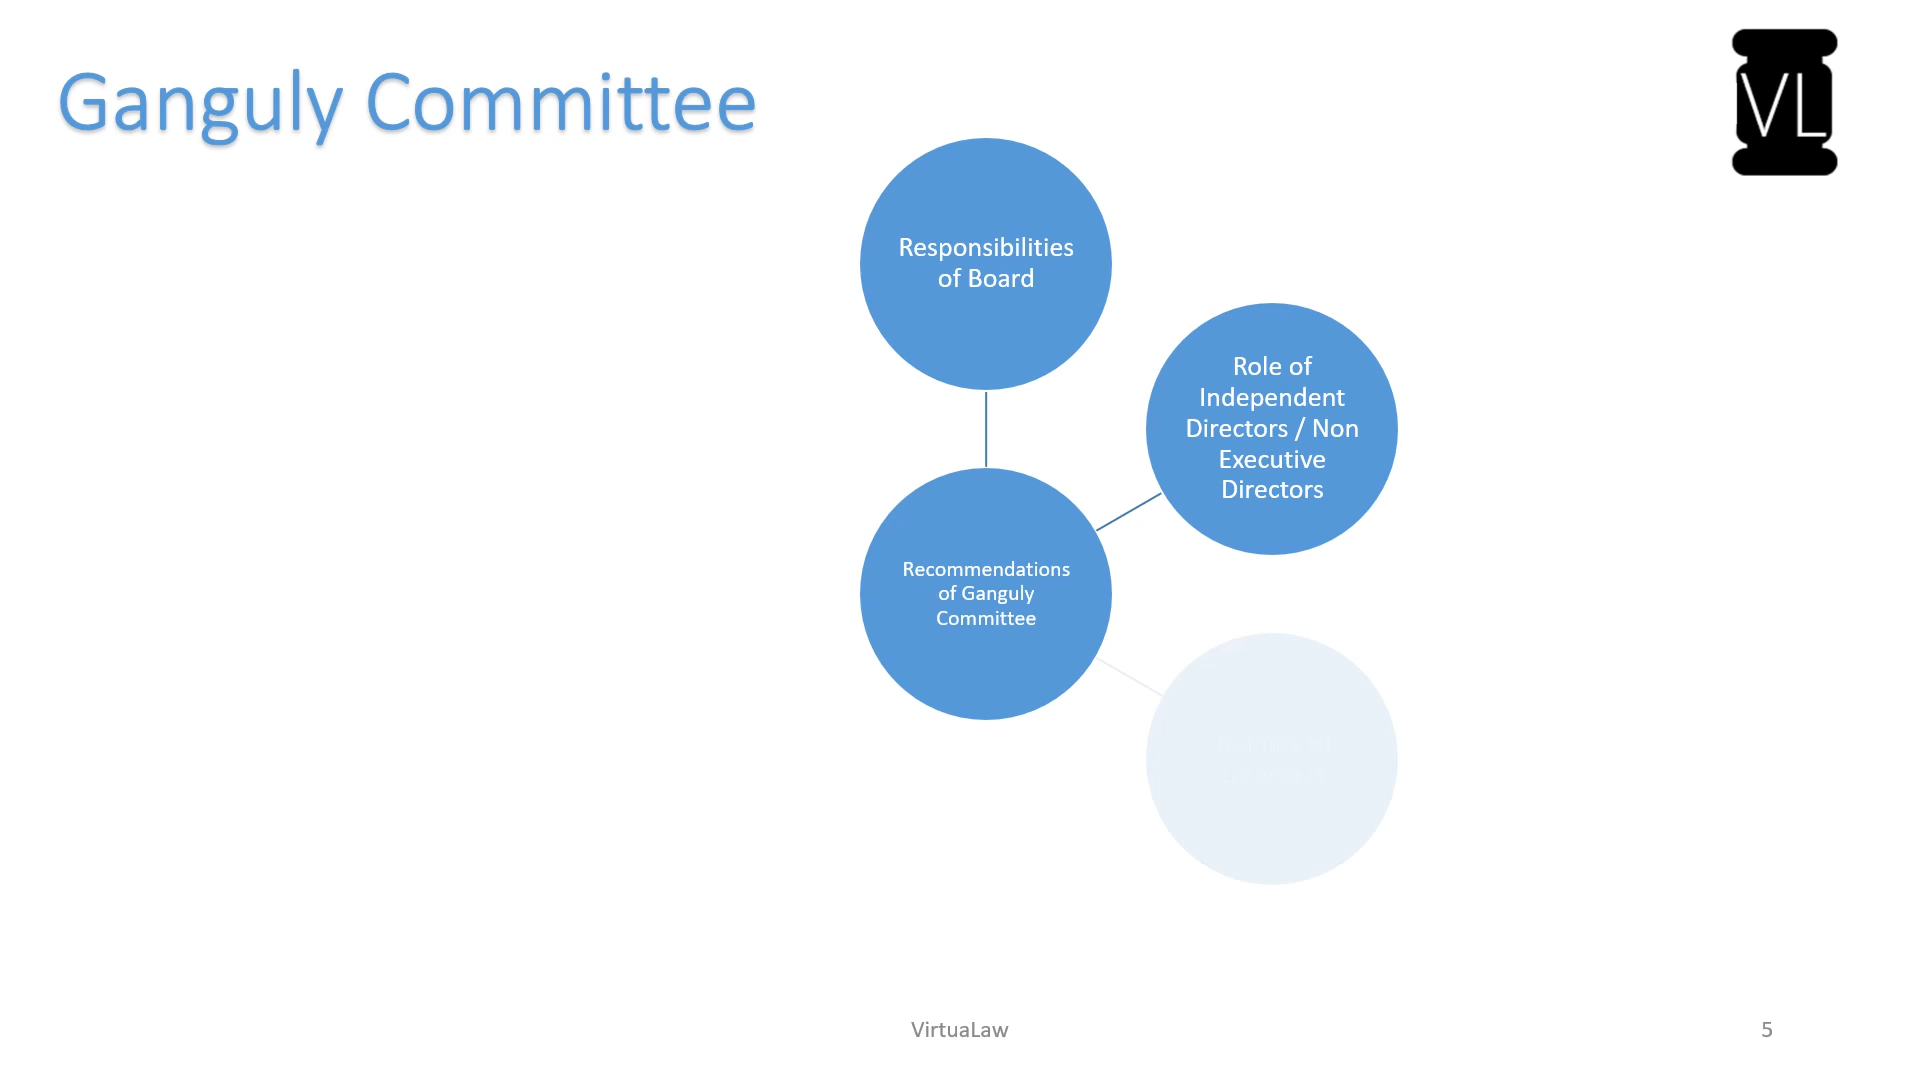 Ganguly Committee
VL
Responsibilities
of Board
Role of
Independent
Directors / Non
Executive
Directors
Recommendations
of Ganguly
Committee
VirtuaLaw
5